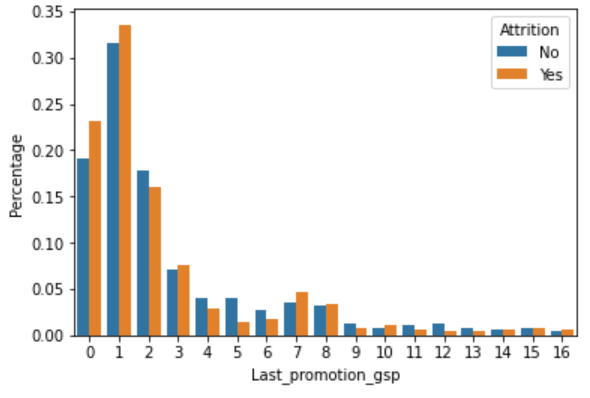 0.35
0.30
0.25
0.20
0.15
0.10
0.05
0.00
Percentage
Attrition
No
Yes
0 1 2 3 4 5 6 7 8 9 10 11 12 13 14 15 16
Last_promotion_gsp